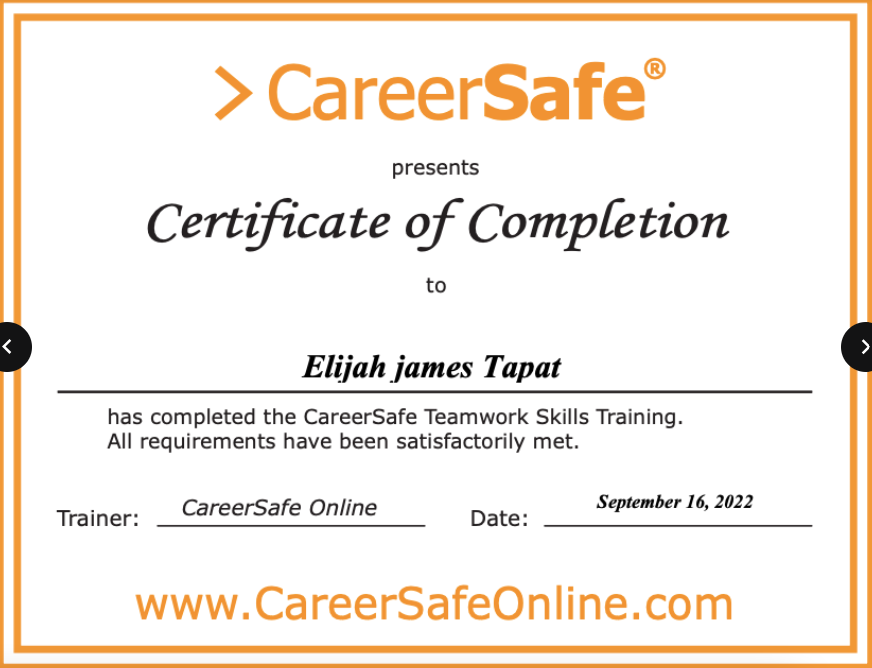 > CareerSafe®
presents
Certificate of Completion
to
Elijah james Tapat
has completed the CareerSafe Teamwork Skills Training.
All requirements have been satisfactorily met.
Trainer: CareerSafe Online Date: September 16, 2022
www.CareerSafeOnline.com